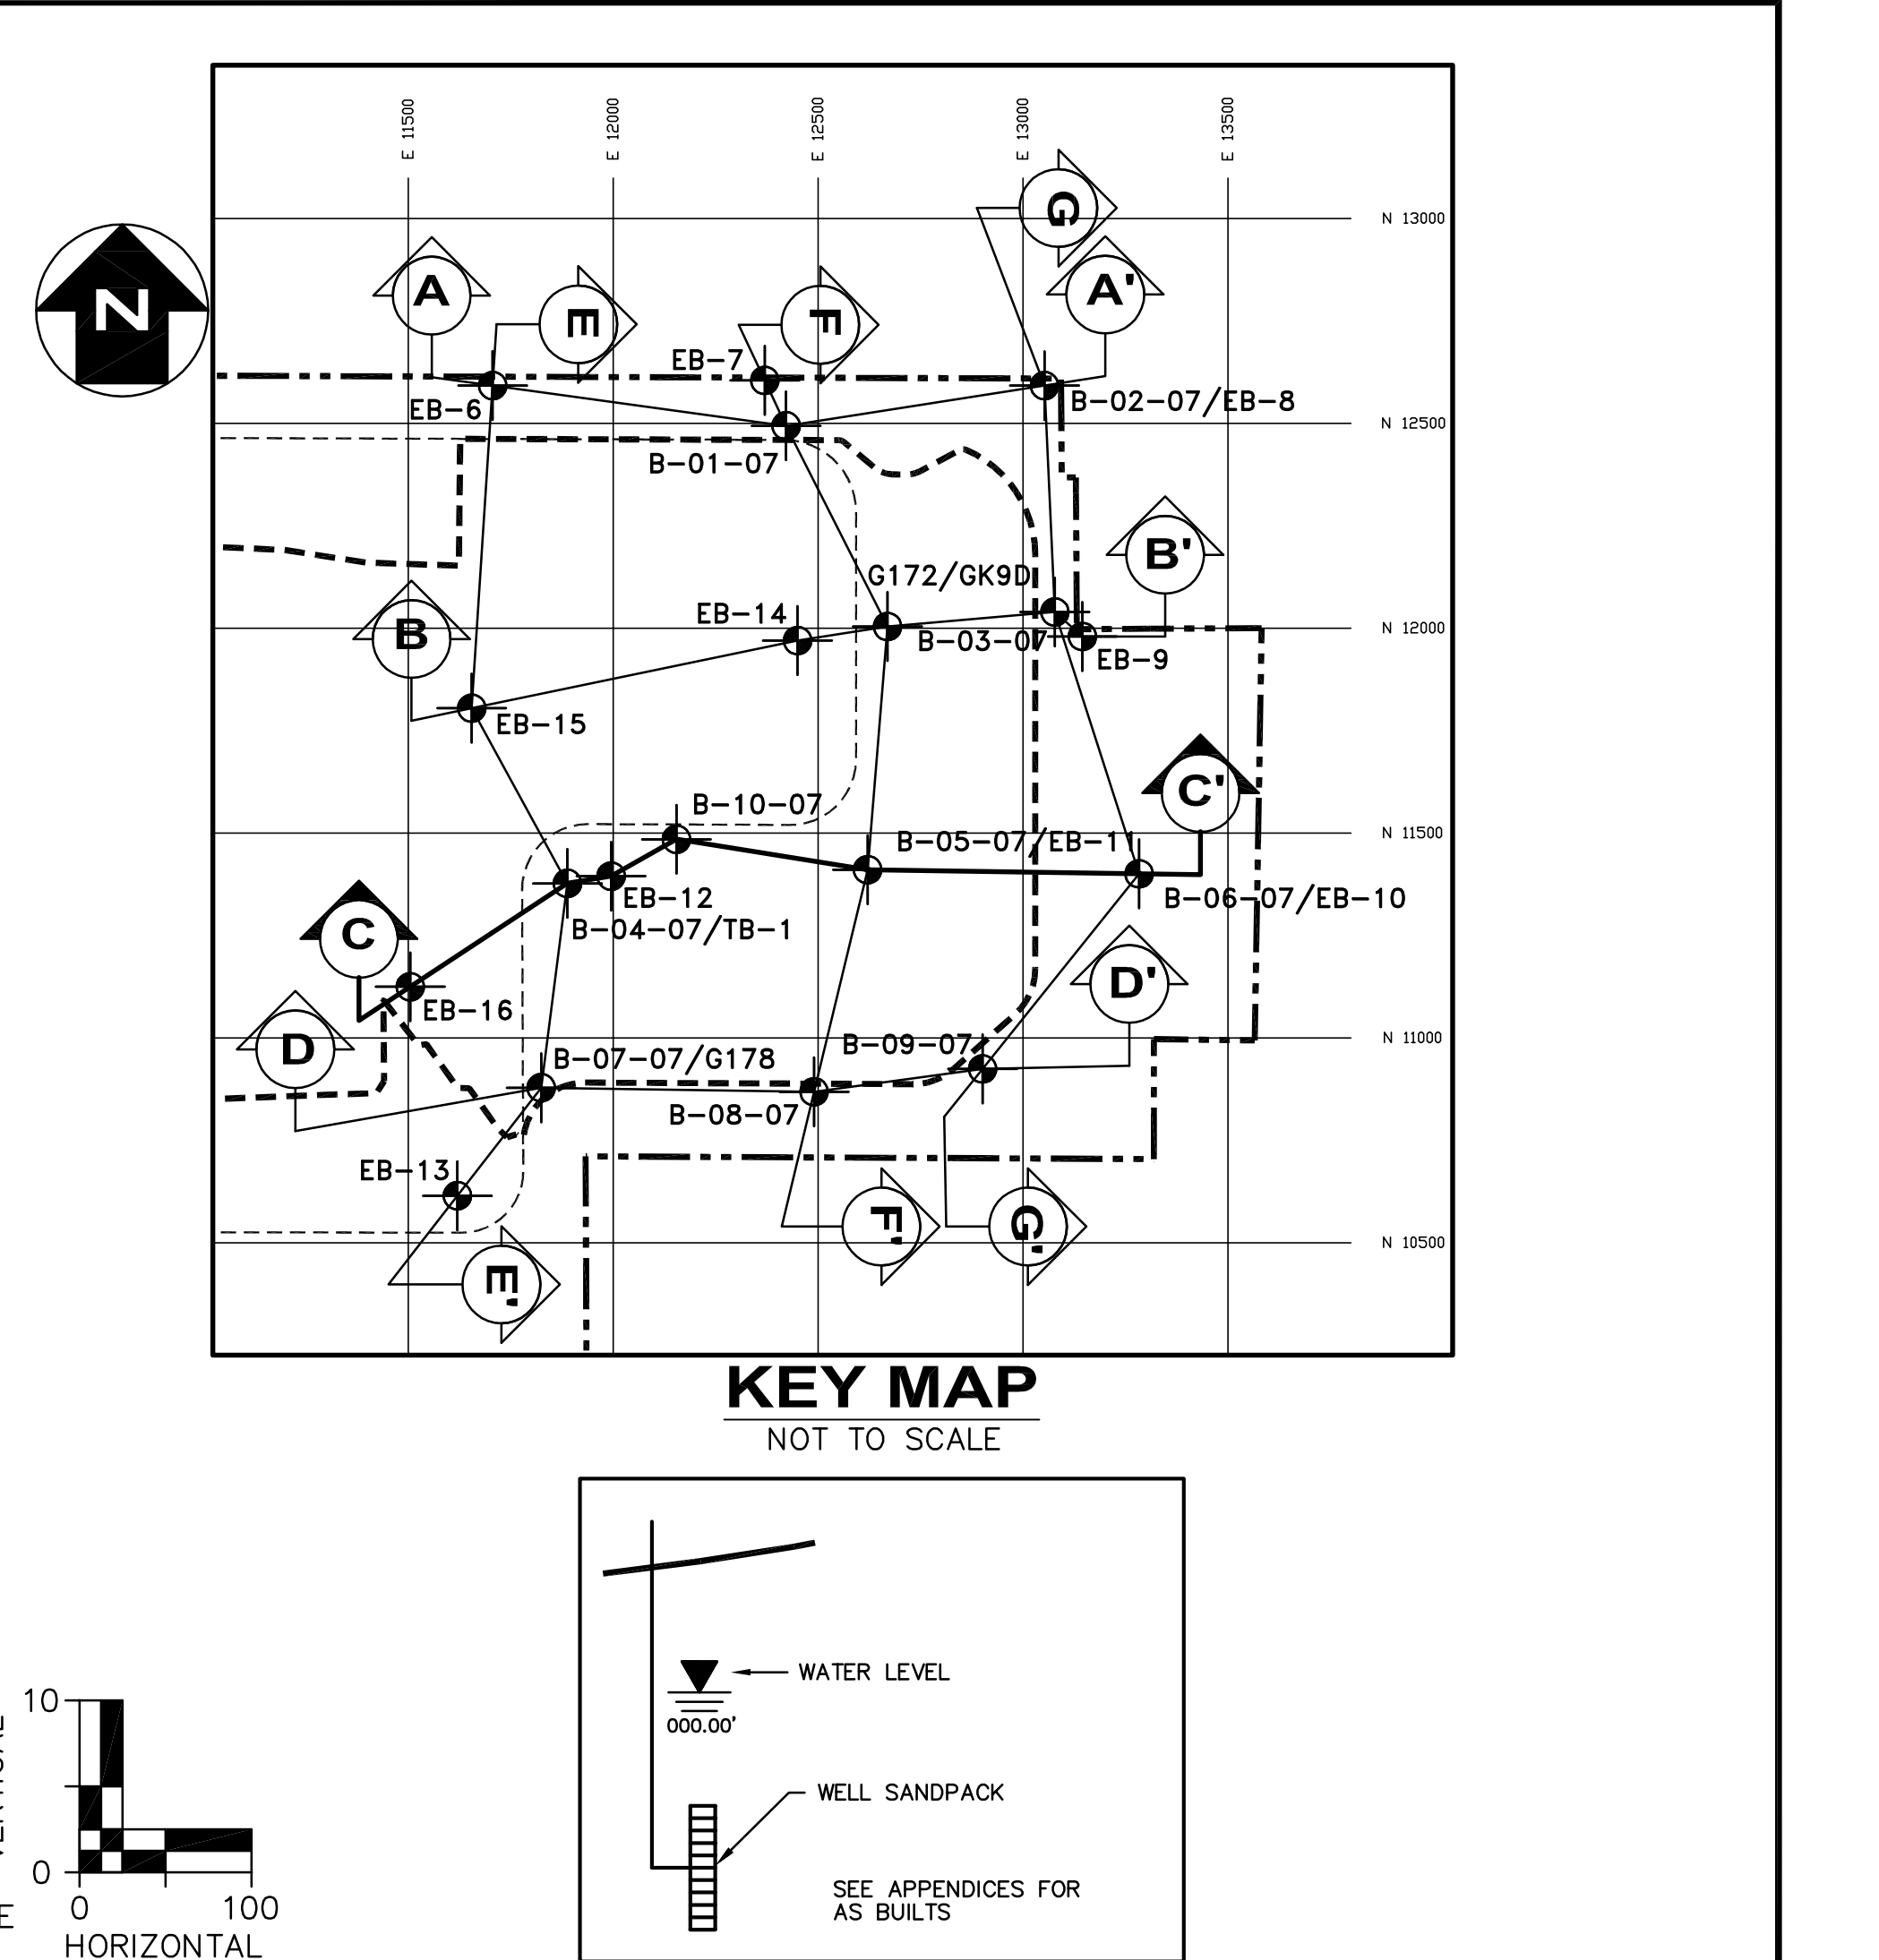 E 11500
E 12000
E 12500
E 13000
E 13500
G
N 13000
A
A'
N
E
F
EB-7
EB-6
B-02-07/EB-8
N 12500
B-01-07
B'
G172/GK9D
EB-14
B
N 12000
B-03-07
EB-9
EB-15
C'
B-10-07
N 11500
B-05-07/EB-11
EB-12
B-06-07/EB-10
C
B-04-07/TB-1
D'
EB-16
D
N 11000
B-09-07
B-07-07/G178
B-08-07
EB-13
F'
G'
N 10500
E'
KEY MAP
NOT TO SCALE
WATER LEVEL
000.00'
10
WELL SANDPACK
0
SEE APPENDICES FOR
AS BUILTS
0 100
HORIZONTAL